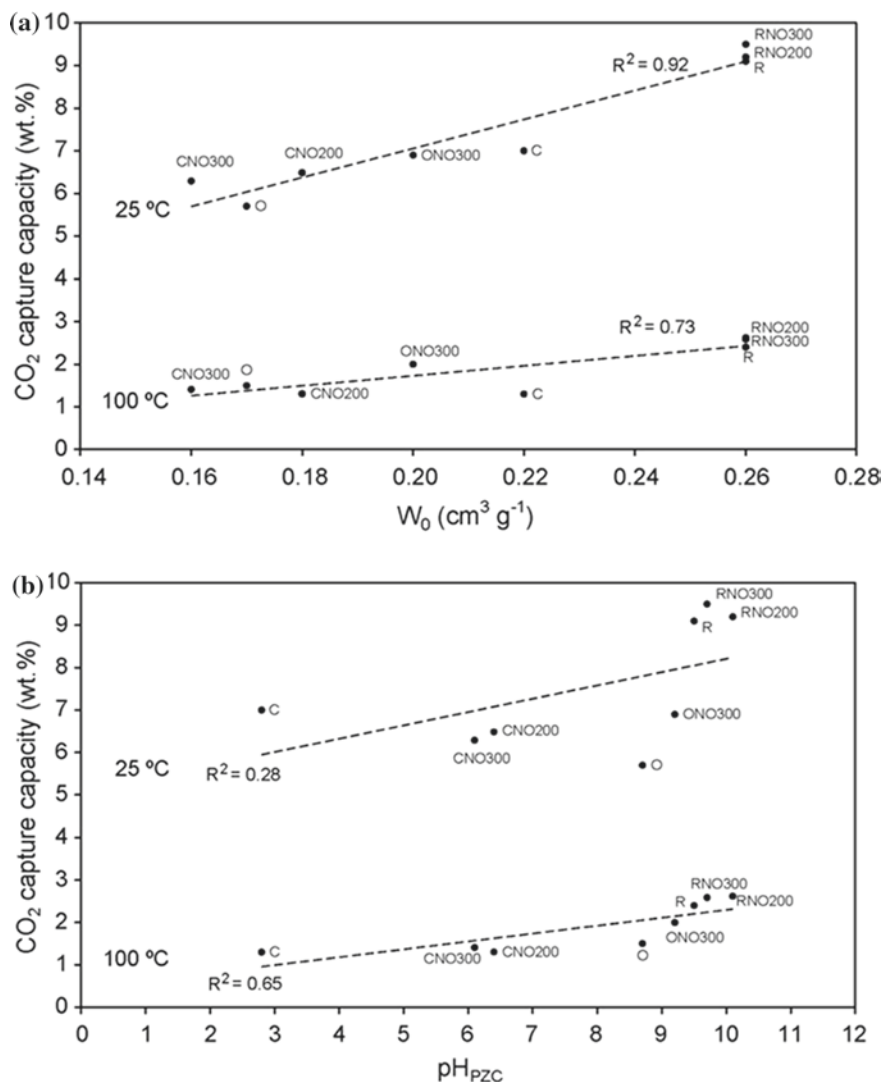 (a)
10
9
8
7
6
5
4
3
2
1
0
CO₂ capture capacity (wt.%)
RNO300
RNO200
R
R² = 0.92
CNO300
CNO200
ONO300
C
O
25 ºC
R² = 0.73
RNO200
RNO300
R
ONO300
O
CNO300
CNO200
C
100 ºC
0.14 0.16 0.18 0.20 0.22 0.24 0.26 0.28
W₀ (cm³ g⁻¹)
(b)
10
9
8
7
6
5
4
3
2
1
0
CO₂ capture capacity (wt.%)
RNO300
RNO200
R
C
ONO300
CNO200
CNO300
O
25 ºC
R² = 0.28
RNO300
R
RNO200
ONO300
C
CNO300
CNO200
O
100 ºC
R² = 0.65
0 1 2 3 4 5 6 7 8 9 10 11 12
pH_PZC